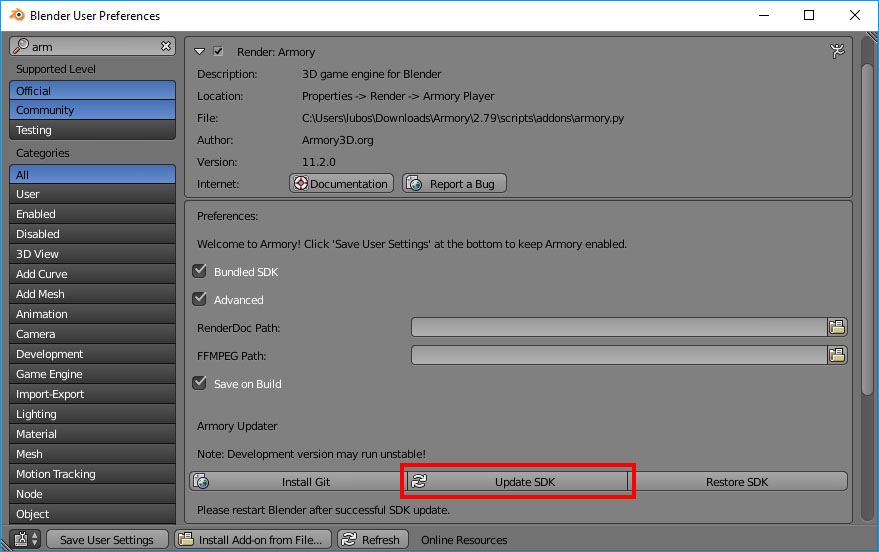 Blender User Preferences
arm
Supported Level
Official
Community
Testing
Categories
All
User
Enabled
Disabled
3D View
Add Curve
Add Mesh
Animation
Camera
Development
Game Engine
Import-Export
Lighting
Material
Mesh
Motion Tracking
Node
Object
Render: Armory
Description: 3D game engine for Blender
Location: Properties -> Render -> Armory Player
File: C:\Users\lubos\Downloads\Armory\2.79\scripts\addons\armory.py
Author: Armory3D.org
Version: 11.2.0
Internet: Documentation Report a Bug
Preferences:
Welcome to Armory! Click 'Save User Settings' at the bottom to keep Armory enabled.
Bundled SDK
Advanced
RenderDoc Path:
FFMPEG Path:
Save on Build
Armory Updater
Note: Development version may run unstable!
Install Git Update SDK Restore SDK
Please restart Blender after successful SDK update.
Save User Settings Install Add-on from File... Refresh Online Resources